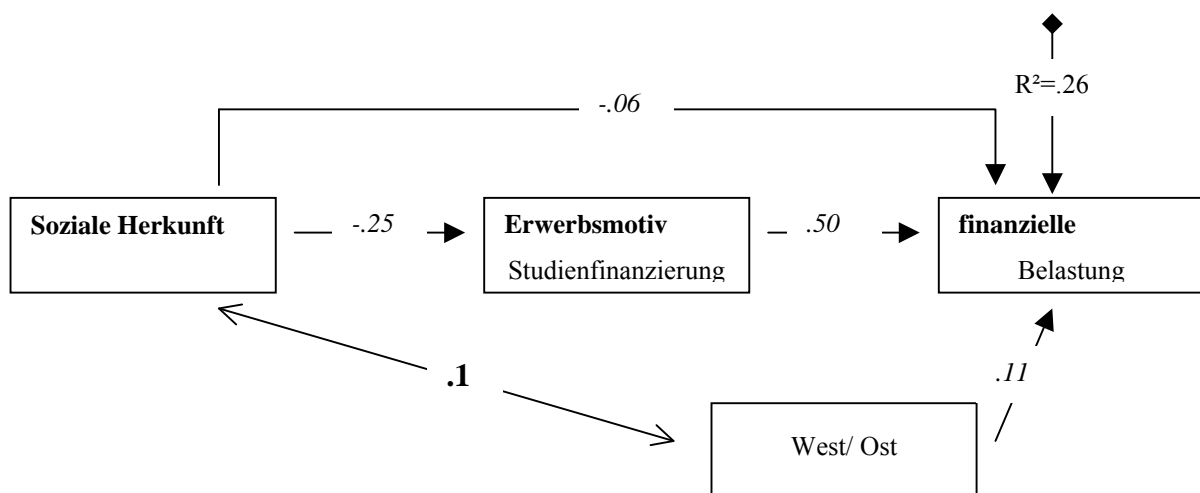 R²=.26
-.06
Soziale Herkunft
-.25
Erwerbsmotiv
Studienfinanzierung
.50
finanzielle
Belastung
.1
.11
West/ Ost